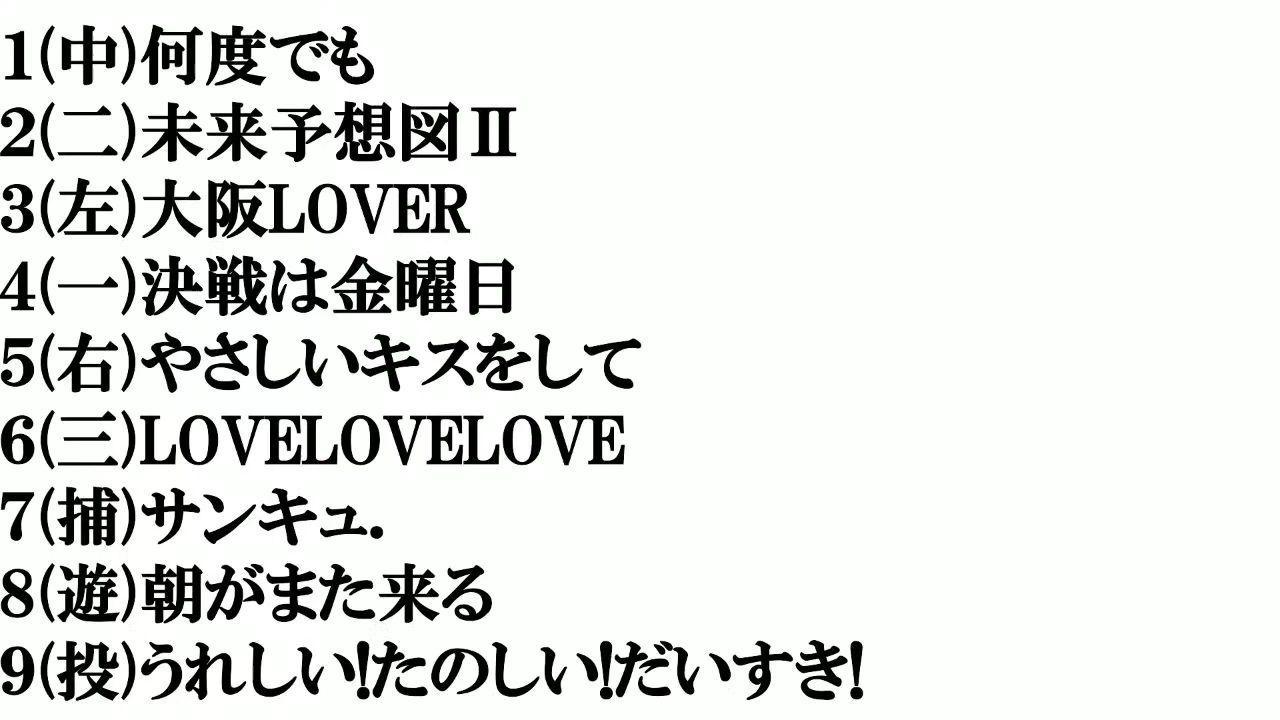 1(中)何度でも
2(二)未来予想図Ⅱ
3(左)大阪LOVER
4(一)決戦は金曜日
5(右)やさしいキスをして
6(三)LOVELOVELOVE
7(捕)サンキュ.
8(遊)朝がまた来る
9(投)うれしい!たのしい!だいすき!